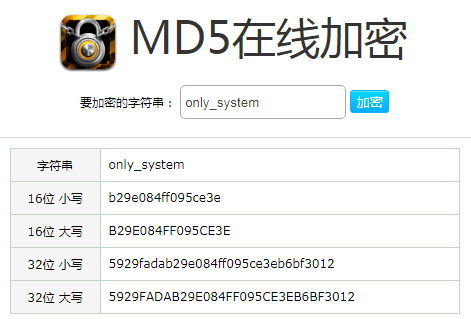 MD5在线加密
要加密的字符串： only_system 加密
字符串 only_system
16位 小写 b29e084ff095ce3e
16位 大写 B29E084FF095CE3E
32位 小写 5929fadab29e084ff095ce3eb6bf3012
32位 大写 5929FADAB29E084FF095CE3EB6BF3012